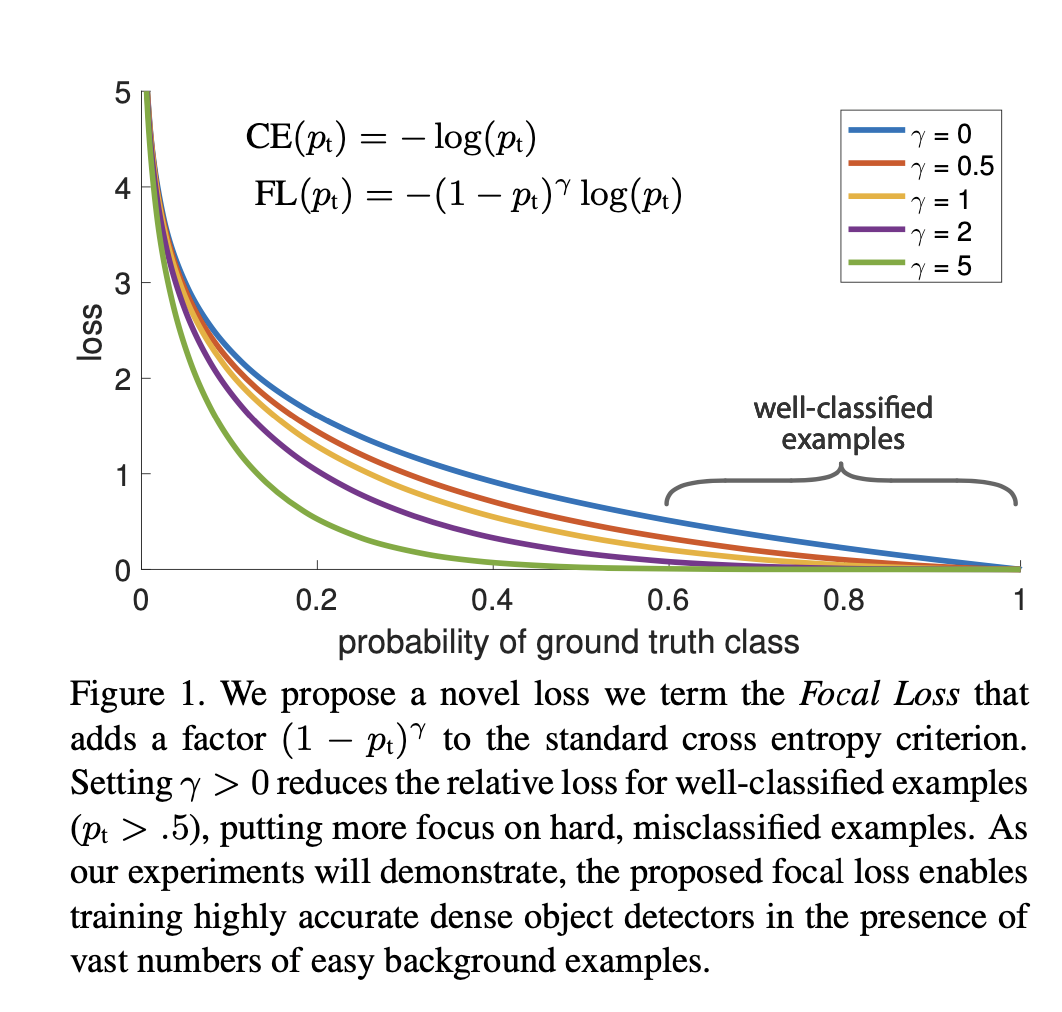 5
CE(pₜ) = − log(pₜ)
FL(pₜ) = −(1 − pₜ)^γ log(pₜ)
γ = 0
γ = 0.5
γ = 1
γ = 2
γ = 5
4
3
loss
2
well-classified
examples
1
0
0 0.2 0.4 0.6 0.8 1
probability of ground truth class
Figure 1. We propose a novel loss we term the Focal Loss that
adds a factor (1 − pₜ)^γ to the standard cross entropy criterion.
Setting γ > 0 reduces the relative loss for well-classified examples
(pₜ > .5), putting more focus on hard, misclassified examples. As
our experiments will demonstrate, the proposed focal loss enables
training highly accurate dense object detectors in the presence of
vast numbers of easy background examples.